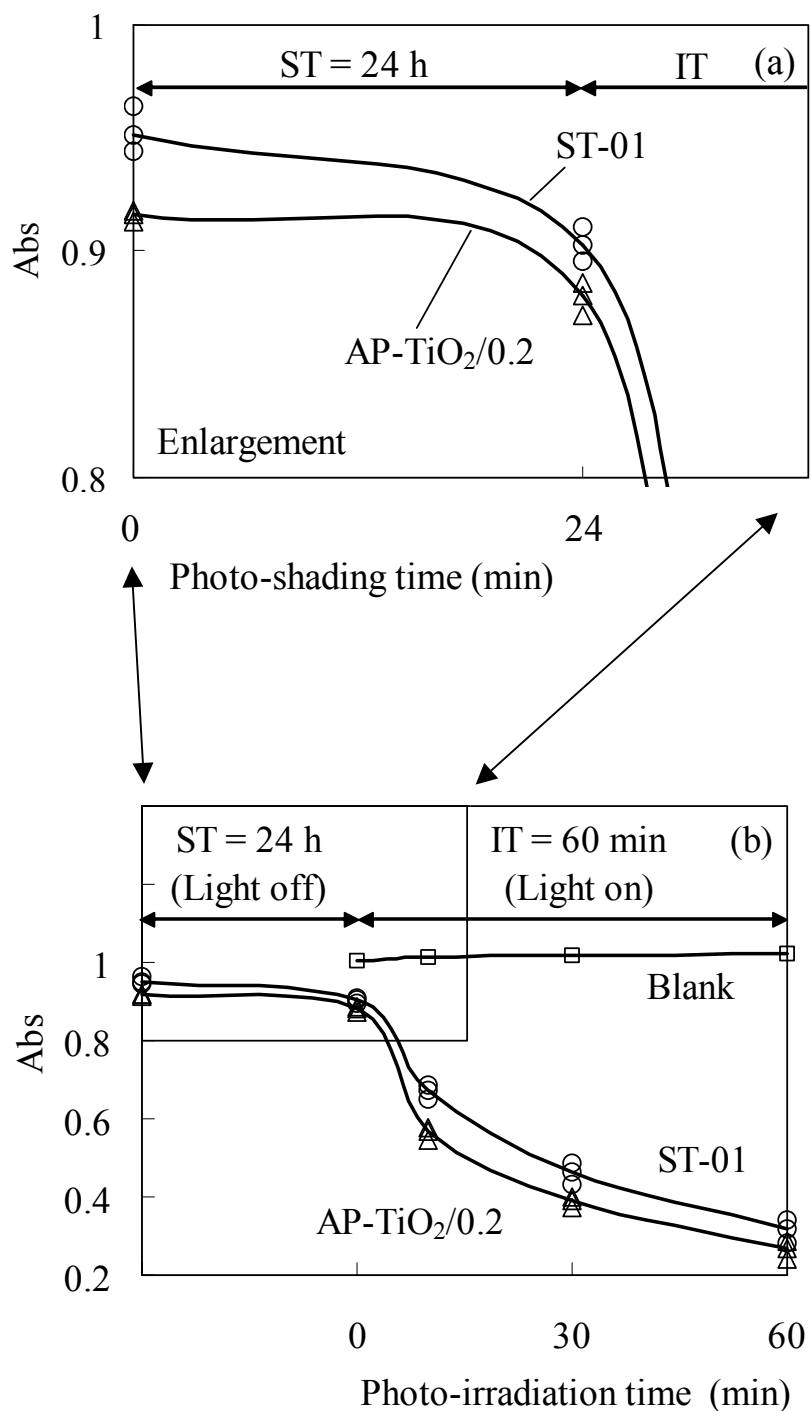 1
ST = 24 h
IT
(a)
ST-01
0.9
Abs
AP-TiO₂/0.2
Enlargement
0.8
0
24
Photo-shading time (min)
ST = 24 h
(Light off)
IT = 60 min
(Light on)
(b)
1
Blank
0.8
Abs
0.6
ST-01
0.4
AP-TiO₂/0.2
0.2
0
30
60
Photo-irradiation time (min)